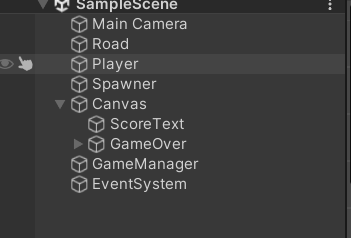 SampleScene
Main Camera
Road
Player
Spawner
Canvas
ScoreText
GameOver
GameManager
EventSystem